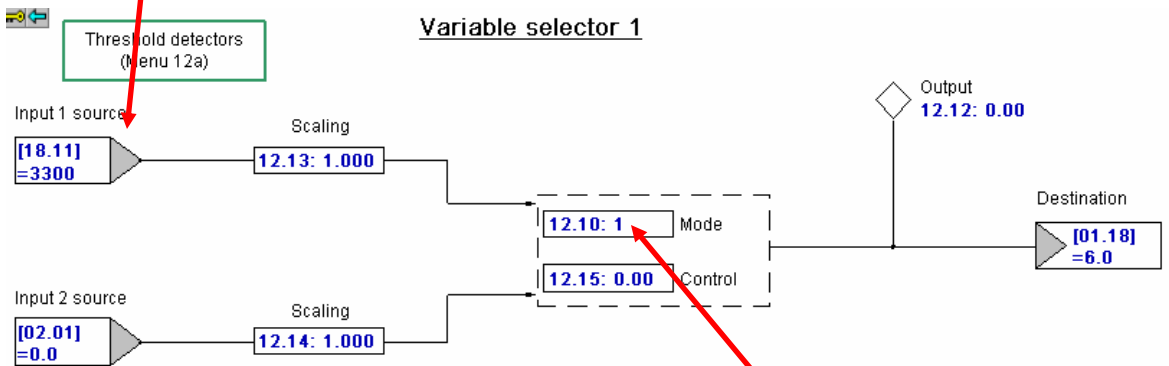 Variable selector 1
Threshold detectors
(Menu 12a)
Input 1 source
[18.11]
=3300
Scaling
12.13: 1.000
Output
12.12: 0.00
12.10: 1 Mode
12.15: 0.00 Control
Destination
[01.18]
=6.0
Input 2 source
[02.01]
=0.0
Scaling
12.14: 1.000